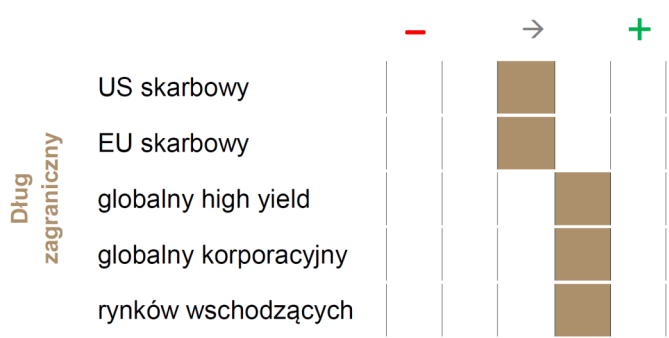 − → +
US skarbowy
EU skarbowy
globalny high yield
globalny korporacyjny
rynków wschodzących
Dług
zagraniczny